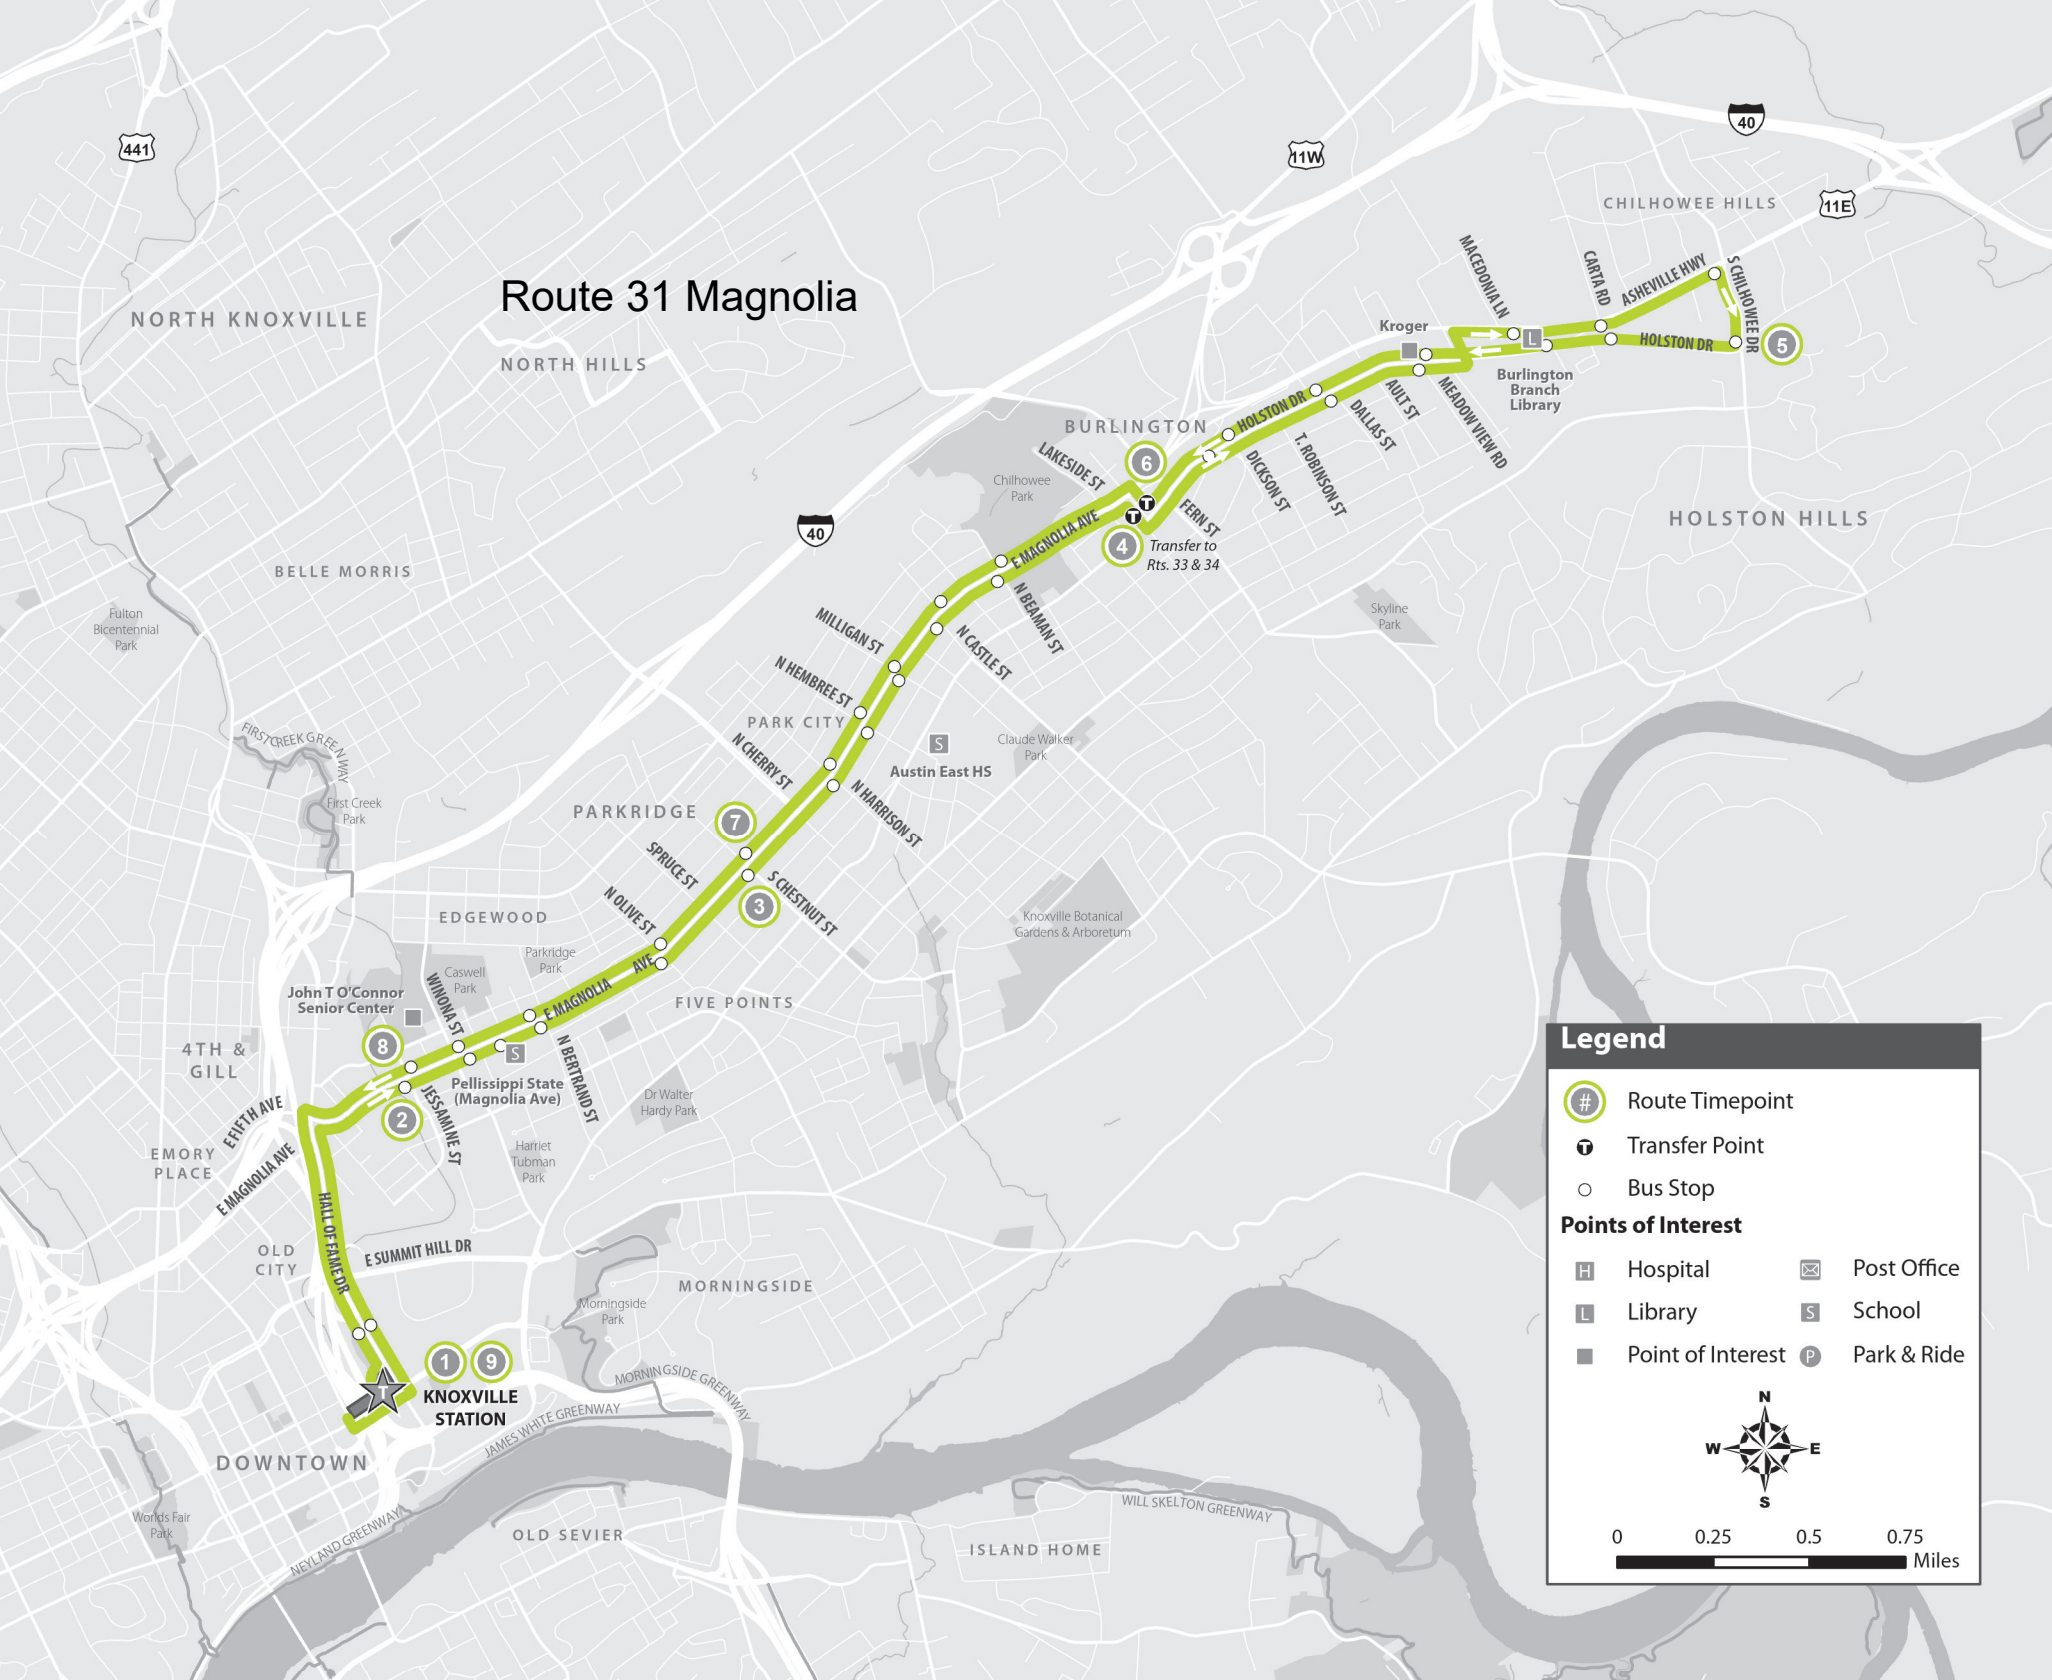 441
40
11W
CHILHOWEE HILLS
11E
Route 31 Magnolia
NORTH KNOXVILLE
NORTH HILLS
MACEDONIA LN
CARTA RD
ASHEVILLE HWY
S CHILHOWEE DR
Kroger
L
HOLSTON DR
5
Burlington
Branch
Library
AULT ST
MEADOW VIEW RD
HOLSTON DR
DALLAS ST
BURLINGTON
T. ROBINSON ST
DICKSON ST
LAKESIDE ST
6
Chilhowee
Park
T
T
FERN ST
E MAGNOLIA AVE
4
Transfer to
Rts. 33 & 34
HOLSTON HILLS
40
BELLE MORRIS
Fulton
Bicentennial
Park
N BEAMAN ST
Skyline
Park
MILLIGAN ST
N CASTLE ST
N HEMBREE ST
PARK CITY
N CHERRY ST
S
Austin East HS
Claude Walker
Park
FIRST CREEK GREENWAY
First Creek
Park
N HARRISON ST
PARKRIDGE
7
SPRUCE ST
S CHESTNUT ST
3
N OLIVE ST
EDGEWOOD
Knoxville Botanical
Gardens & Arboretum
Parkridge
Park
Caswell
Park
AVE
E MAGNOLIA
FIVE POINTS
John T O'Connor
Senior Center
WINONA ST
8
S
N BERTRAND ST
4TH &
GILL
Pellissippi State
(Magnolia Ave)
JESSAMINE ST
2
Dr Walter
Hardy Park
E FIFTH AVE
EMORY
PLACE
E MAGNOLIA AVE
Harriet
Tubman
Park
HALL OF FAME DR
OLD
CITY
E SUMMIT HILL DR
MORNINGSIDE
Morningside
Park
1
9
T
KNOXVILLE
STATION
MORNINGSIDE GREENWAY
JAMES WHITE GREENWAY
DOWNTOWN
Worlds Fair
Park
NEYLAND GREENWAY
OLD SEVIER
WILL SKELTON GREENWAY
ISLAND HOME
Legend
# Route Timepoint
T Transfer Point
Bus Stop
Points of Interest
H Hospital
Post Office
L Library
S School
Point of Interest
P Park & Ride
N
W E
S
0 0.25 0.5 0.75
Miles